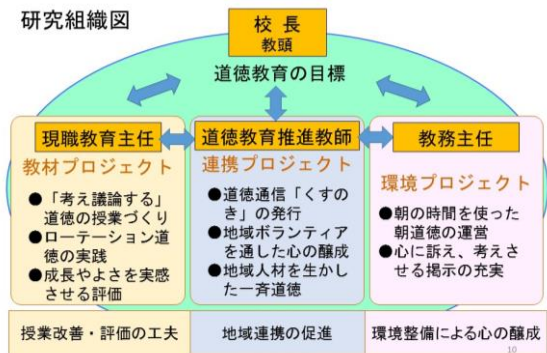 研究組織図
校 長
教頭
道徳教育の目標
現職教育主任
教材プロジェクト
●「考え議論する」
道徳の授業づくり
●ローテーション道
徳の実践
●成長やよさを実感
させる評価
授業改善・評価の工夫
道徳教育推進教師
連携プロジェクト
●道徳通信「くすの
き」の発行
●地域ボランティア
を通した心の醸成
●地域人材を生かし
た一斉道徳
地域連携の促進
教務主任
環境プロジェクト
●朝の時間を使った
朝道徳の運営
●心に訴え、考えさ
せる掲示の充実
環境整備による心の醸成
10